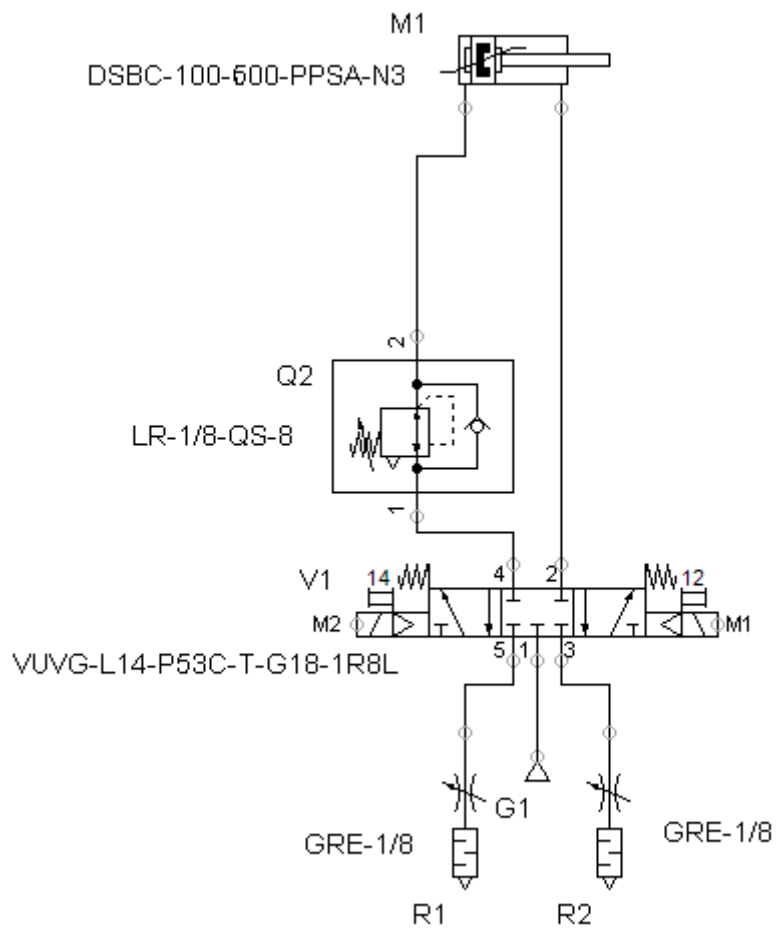 M1
DSBC-100-600-PPSA-N3
2
Q2
LR-1/8-QS-8
1
V1
14
4
2
12
M2
M1
5
1
3
VUVG-L14-P53C-T-G18-1R8L
G1
GRE-1/8
GRE-1/8
R1
R2